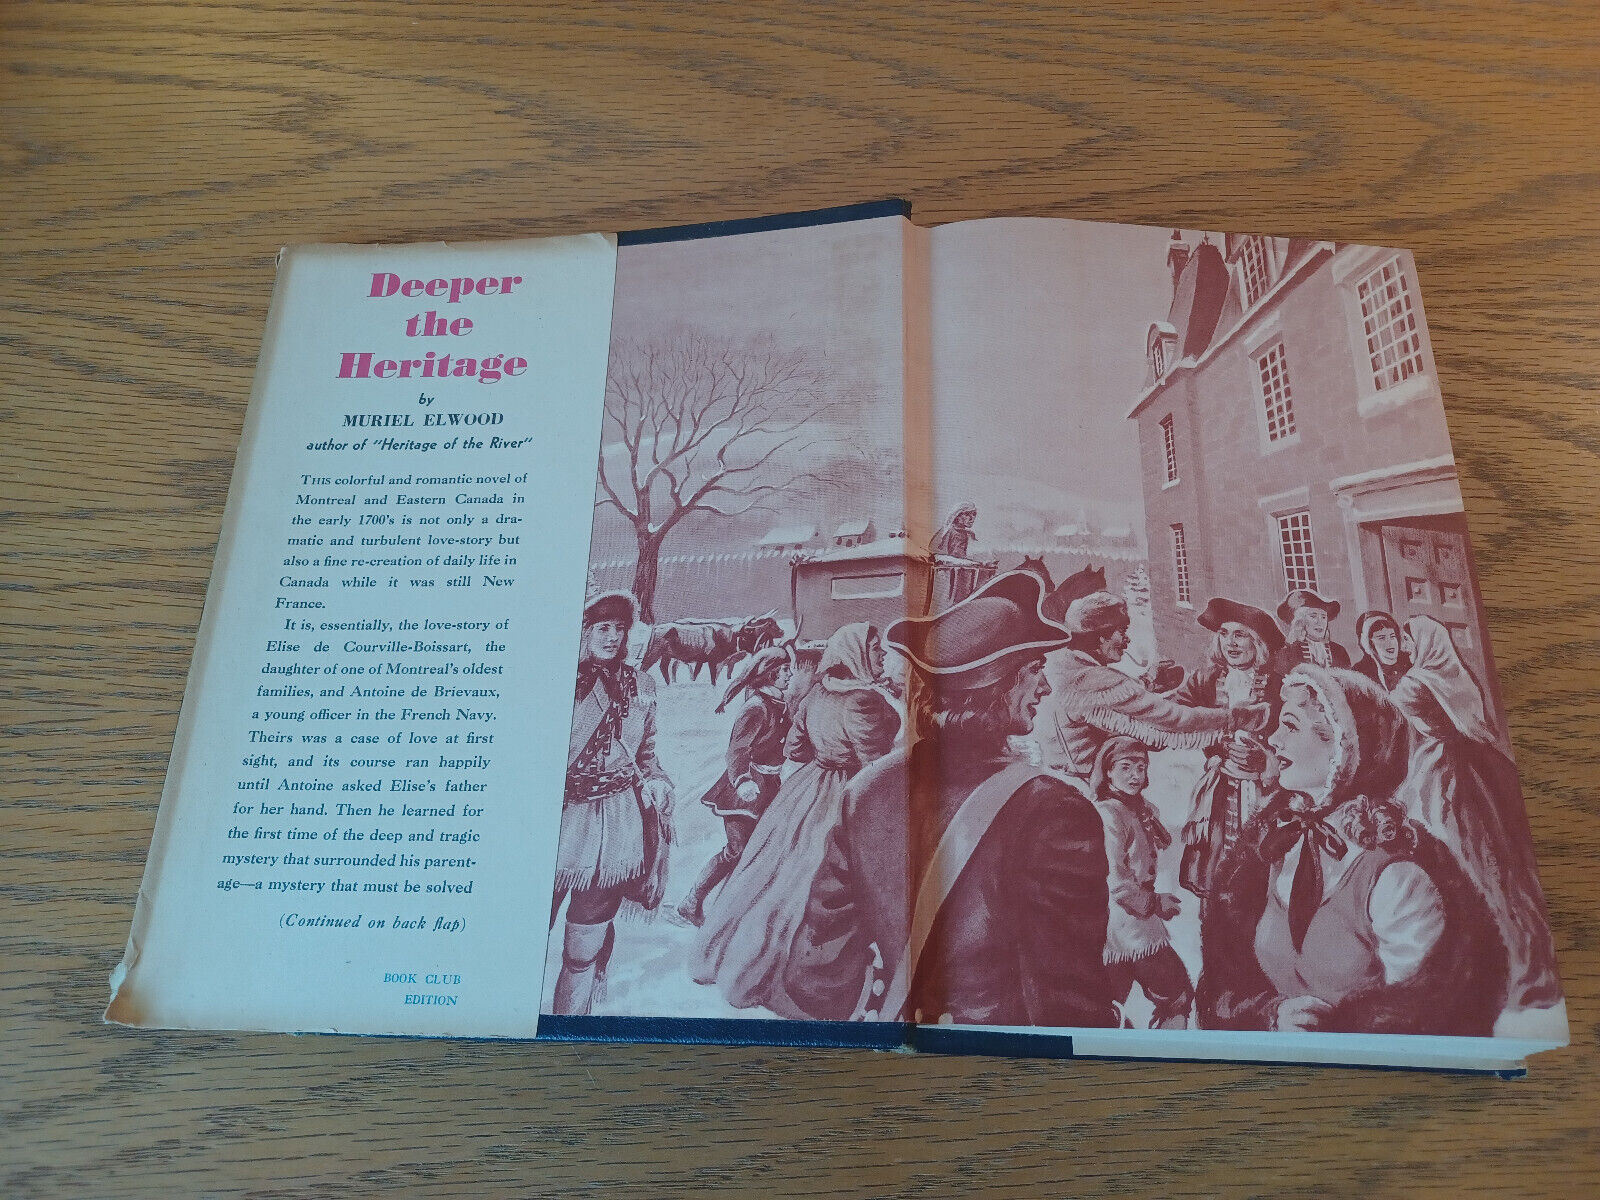 Deeper
the
Heritage
by
MURIEL ELWOOD
author of "Heritage of the River"
THIS colorful and romantic novel of
Montreal and Eastern Canada in
the early 1700's is not only a dra-
matic and turbulent love-story but
also a fine re-creation of daily life in
Canada while it was still New
France.
It is, essentially, the love-story of
Elise de Courville-Boissart, the
daughter of one of Montreal's oldest
families, and Antoine de Brievaux,
a young officer in the French Navy.
Theirs was a case of love at first
sight, and its course ran happily
until Antoine asked Elise's father
for her hand. Then he learned for
the first time of the deep and tragic
mystery that surrounded his parent-
age—a mystery that must be solved
(Continued on back flap)
BOOK CLUB
EDITION